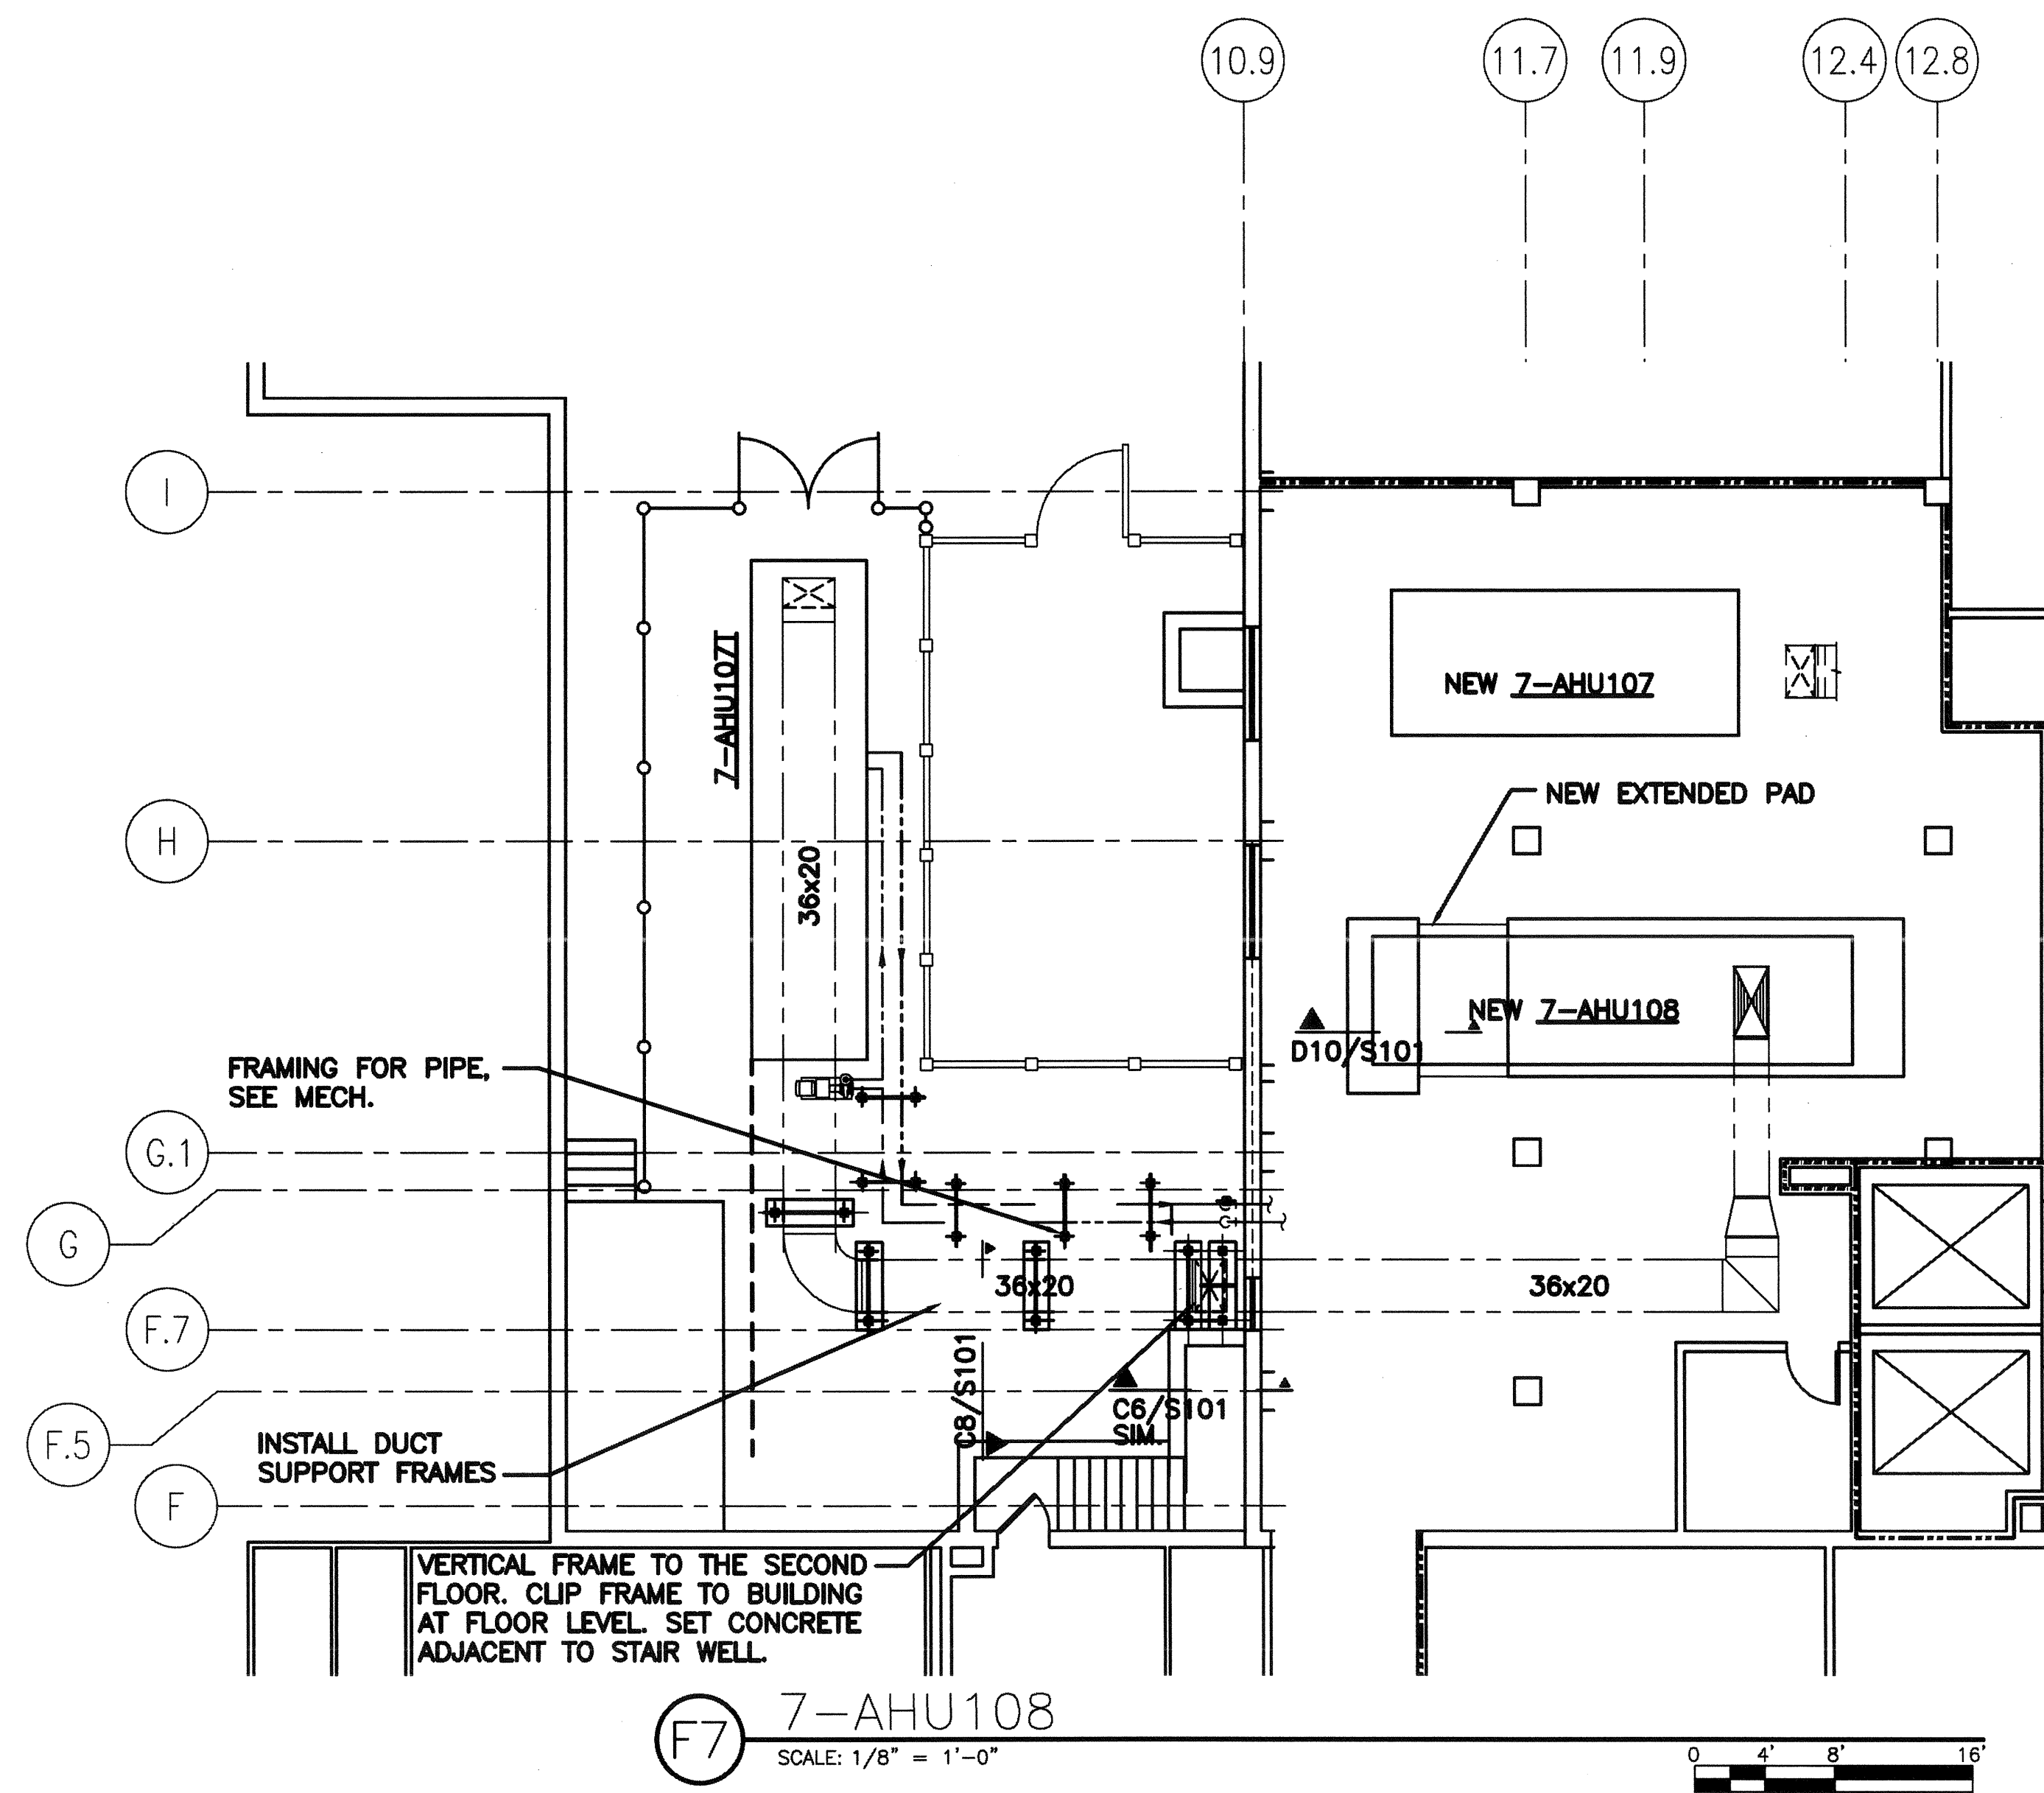 10.9
11.7
11.9
12.4
12.8
I
7-AHU107T
NEW 7-AHU107
NEW EXTENDED PAD
H
36x20
NEW 7-AHU108
D10/S101
FRAMING FOR PIPE,
SEE MECH.
G.1
G
36x20
36x20
F.7
C8/S101
C6/S101
SIM.
F.5
INSTALL DUCT
SUPPORT FRAMES
F
VERTICAL FRAME TO THE SECOND
FLOOR. CLIP FRAME TO BUILDING
AT FLOOR LEVEL. SET CONCRETE
ADJACENT TO STAIR WELL.
F7
7-AHU108
SCALE: 1/8" = 1'-0"
0 4' 8' 16'